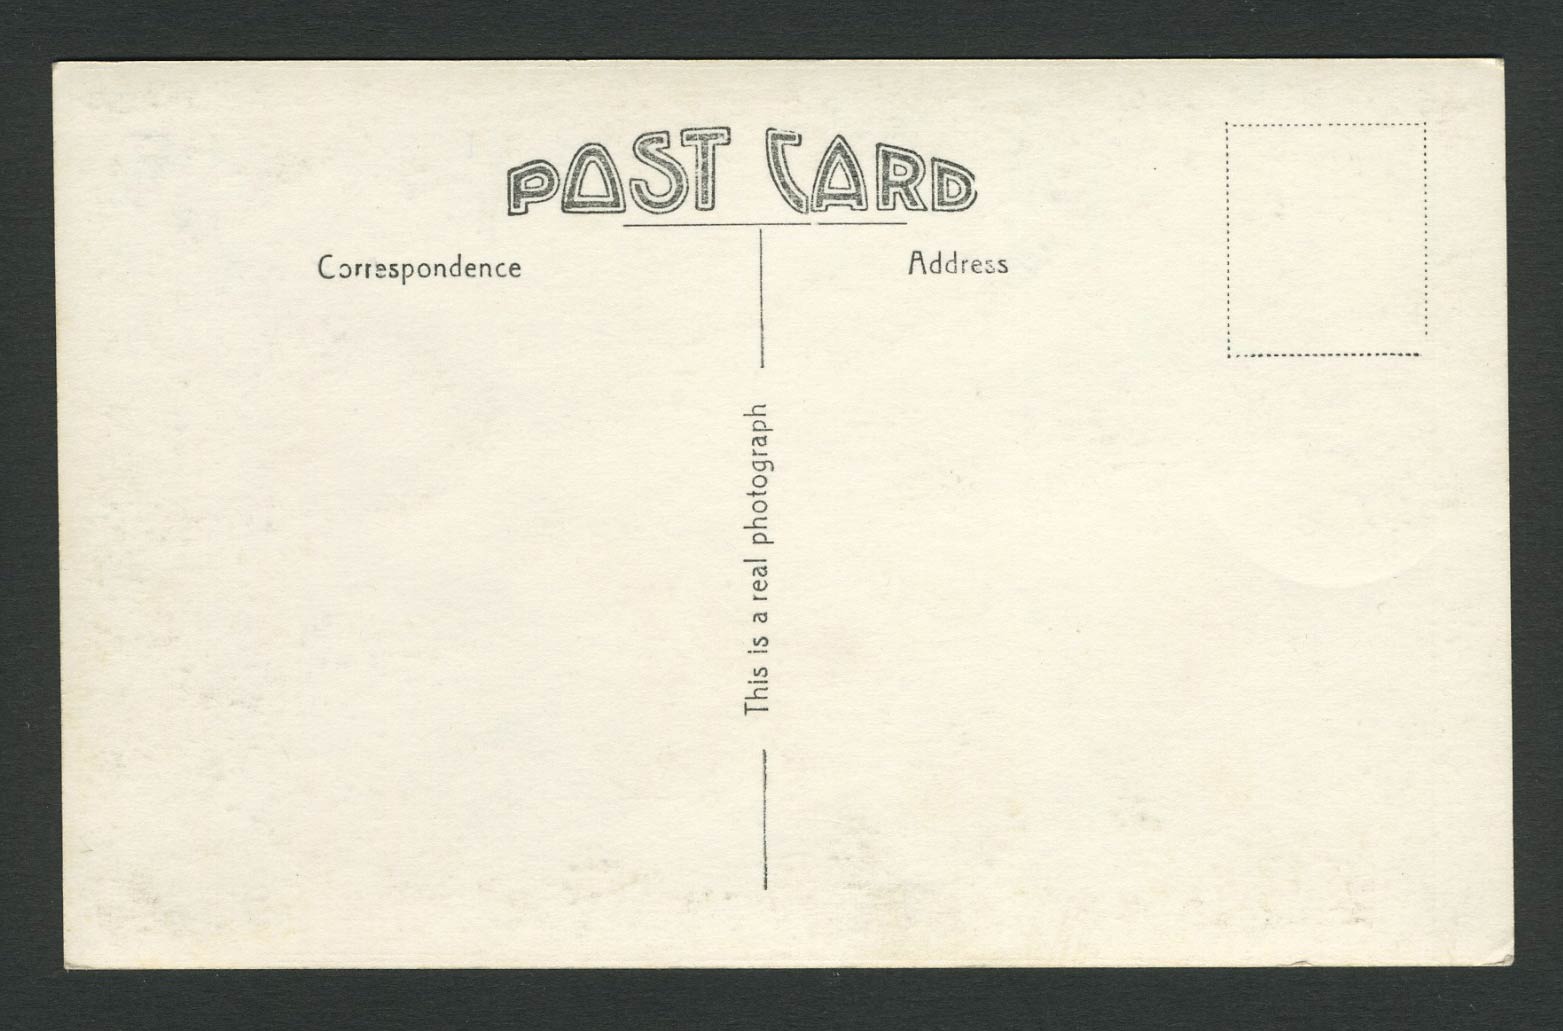 POST CARD
Correspondence
Address
This is a real photograph